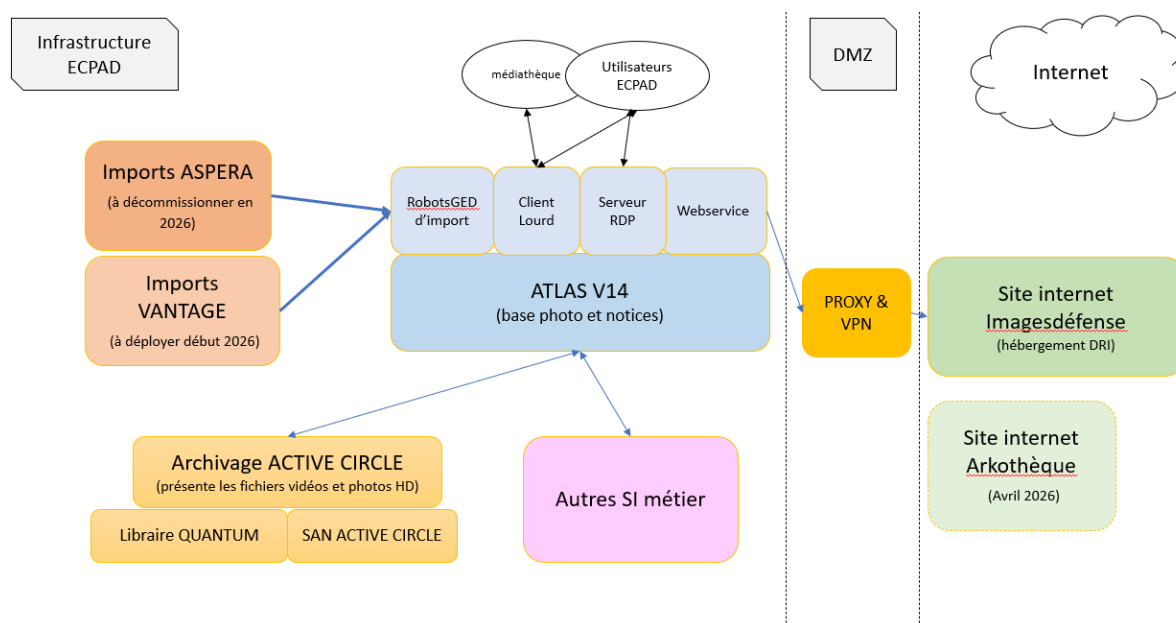 Infrastructure
ECPAD
médiathèque
Utilisateurs
ECPAD
DMZ
Internet
Imports ASPERA
(à décommissionner en
2026)
Imports
VANTAGE
(à déployer début 2026)
RobotsGED
d'import
Client
Lourd
Serveur
RDP
Webservice
ATLAS V14
(base photo et notices)
PROXY &
VPN
Site internet
Imagesdéfense
(hébergement DRI)
Site internet
Arkothèque
(Avril 2026)
Archivage ACTIVE CIRCLE
(présente les fichiers vidéos et photos HD)
Libraire QUANTUM
SAN ACTIVE CIRCLE
Autres SI métier